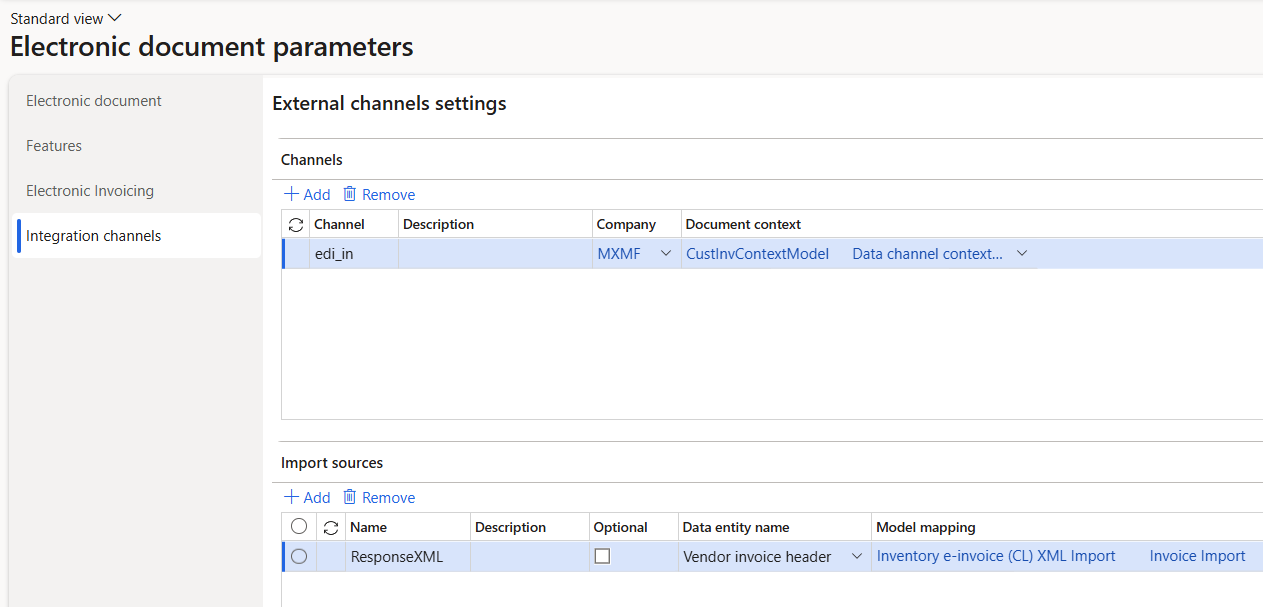 Standard view
Electronic document parameters
Electronic document
Features
Electronic Invoicing
Integration channels
External channels settings
Channels
Add Remove
Channel Description Company Document context
edi_in MXMF CustInvContextModel Data channel context...
Import sources
Add Remove
Name Description Optional Data entity name Model mapping
ResponseXML Vendor invoice header Inventory e-invoice (CL) XML Import Invoice Import